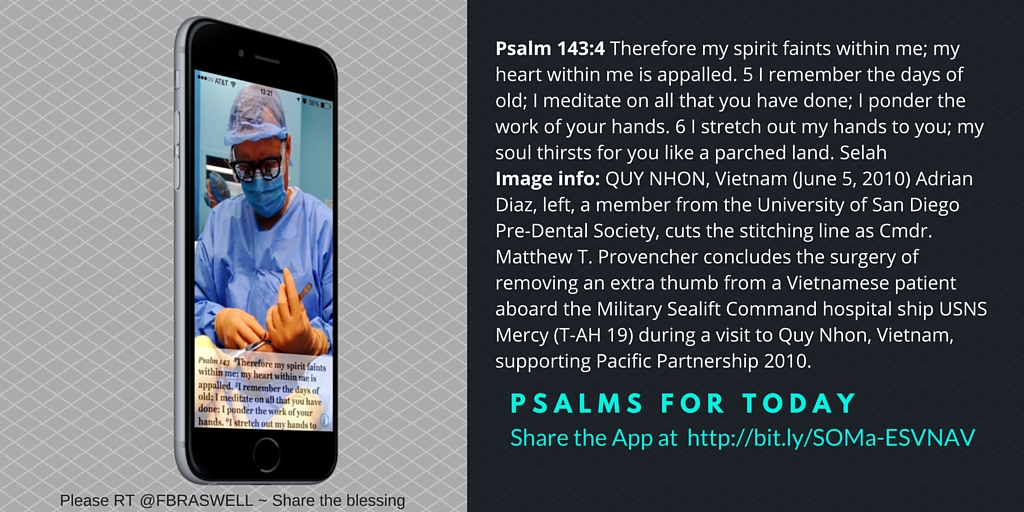 AT&T
13:21
36%
Psalm 143 4Therefore my spirit faints
within me; my heart within me is
appalled. 5I remember the days of
old; I meditate on all that you have
done; I ponder the work of your
hands. 6I stretch out my hands to
Please RT @FBRASWELL ~ Share the blessing
Psalm 143:4 Therefore my spirit faints within me; my
heart within me is appalled. 5 I remember the days of
old; I meditate on all that you have done; I ponder the
work of your hands. 6 I stretch out my hands to you; my
soul thirsts for you like a parched land. Selah
Image info: QUY NHON, Vietnam (June 5, 2010) Adrian
Diaz, left, a member from the University of San Diego
Pre-Dental Society, cuts the stitching line as Cmdr.
Matthew T. Provencher concludes the surgery of
removing an extra thumb from a Vietnamese patient
aboard the Military Sealift Command hospital ship USNS
Mercy (T-AH 19) during a visit to Quy Nhon, Vietnam,
supporting Pacific Partnership 2010.
PSALMS FOR TODAY
Share the App at http://bit.ly/SOMa-ESVNAV